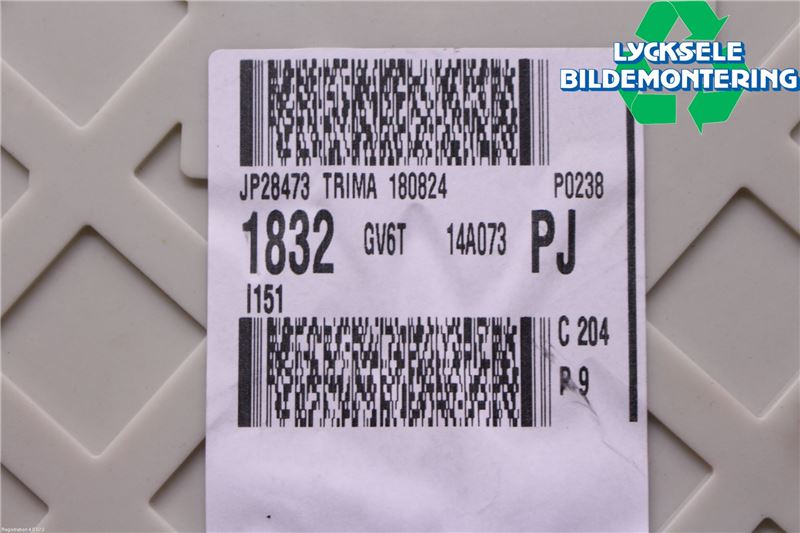 LYCKSELE
BILDEMONTERING
JP28473 TRIMA 180824 P0238
1832 GV6T 14A073 PJ
I151
C 204
P 9